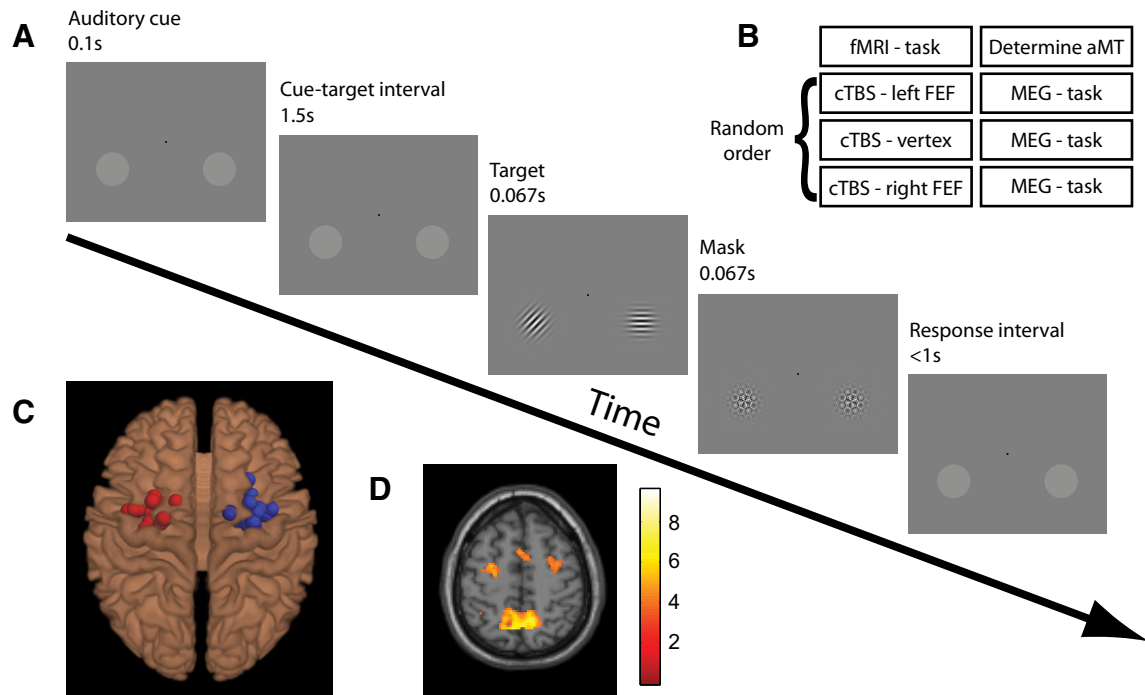 A
Auditory cue
0.1s
Cue-target interval
1.5s
Target
0.067s
Mask
0.067s
Response interval
<1s
Time
B
fMRI - task
Determine aMT
Random
order
{
cTBS - left FEF
MEG - task
cTBS - vertex
MEG - task
cTBS - right FEF
MEG - task
C
D
8
6
4
2